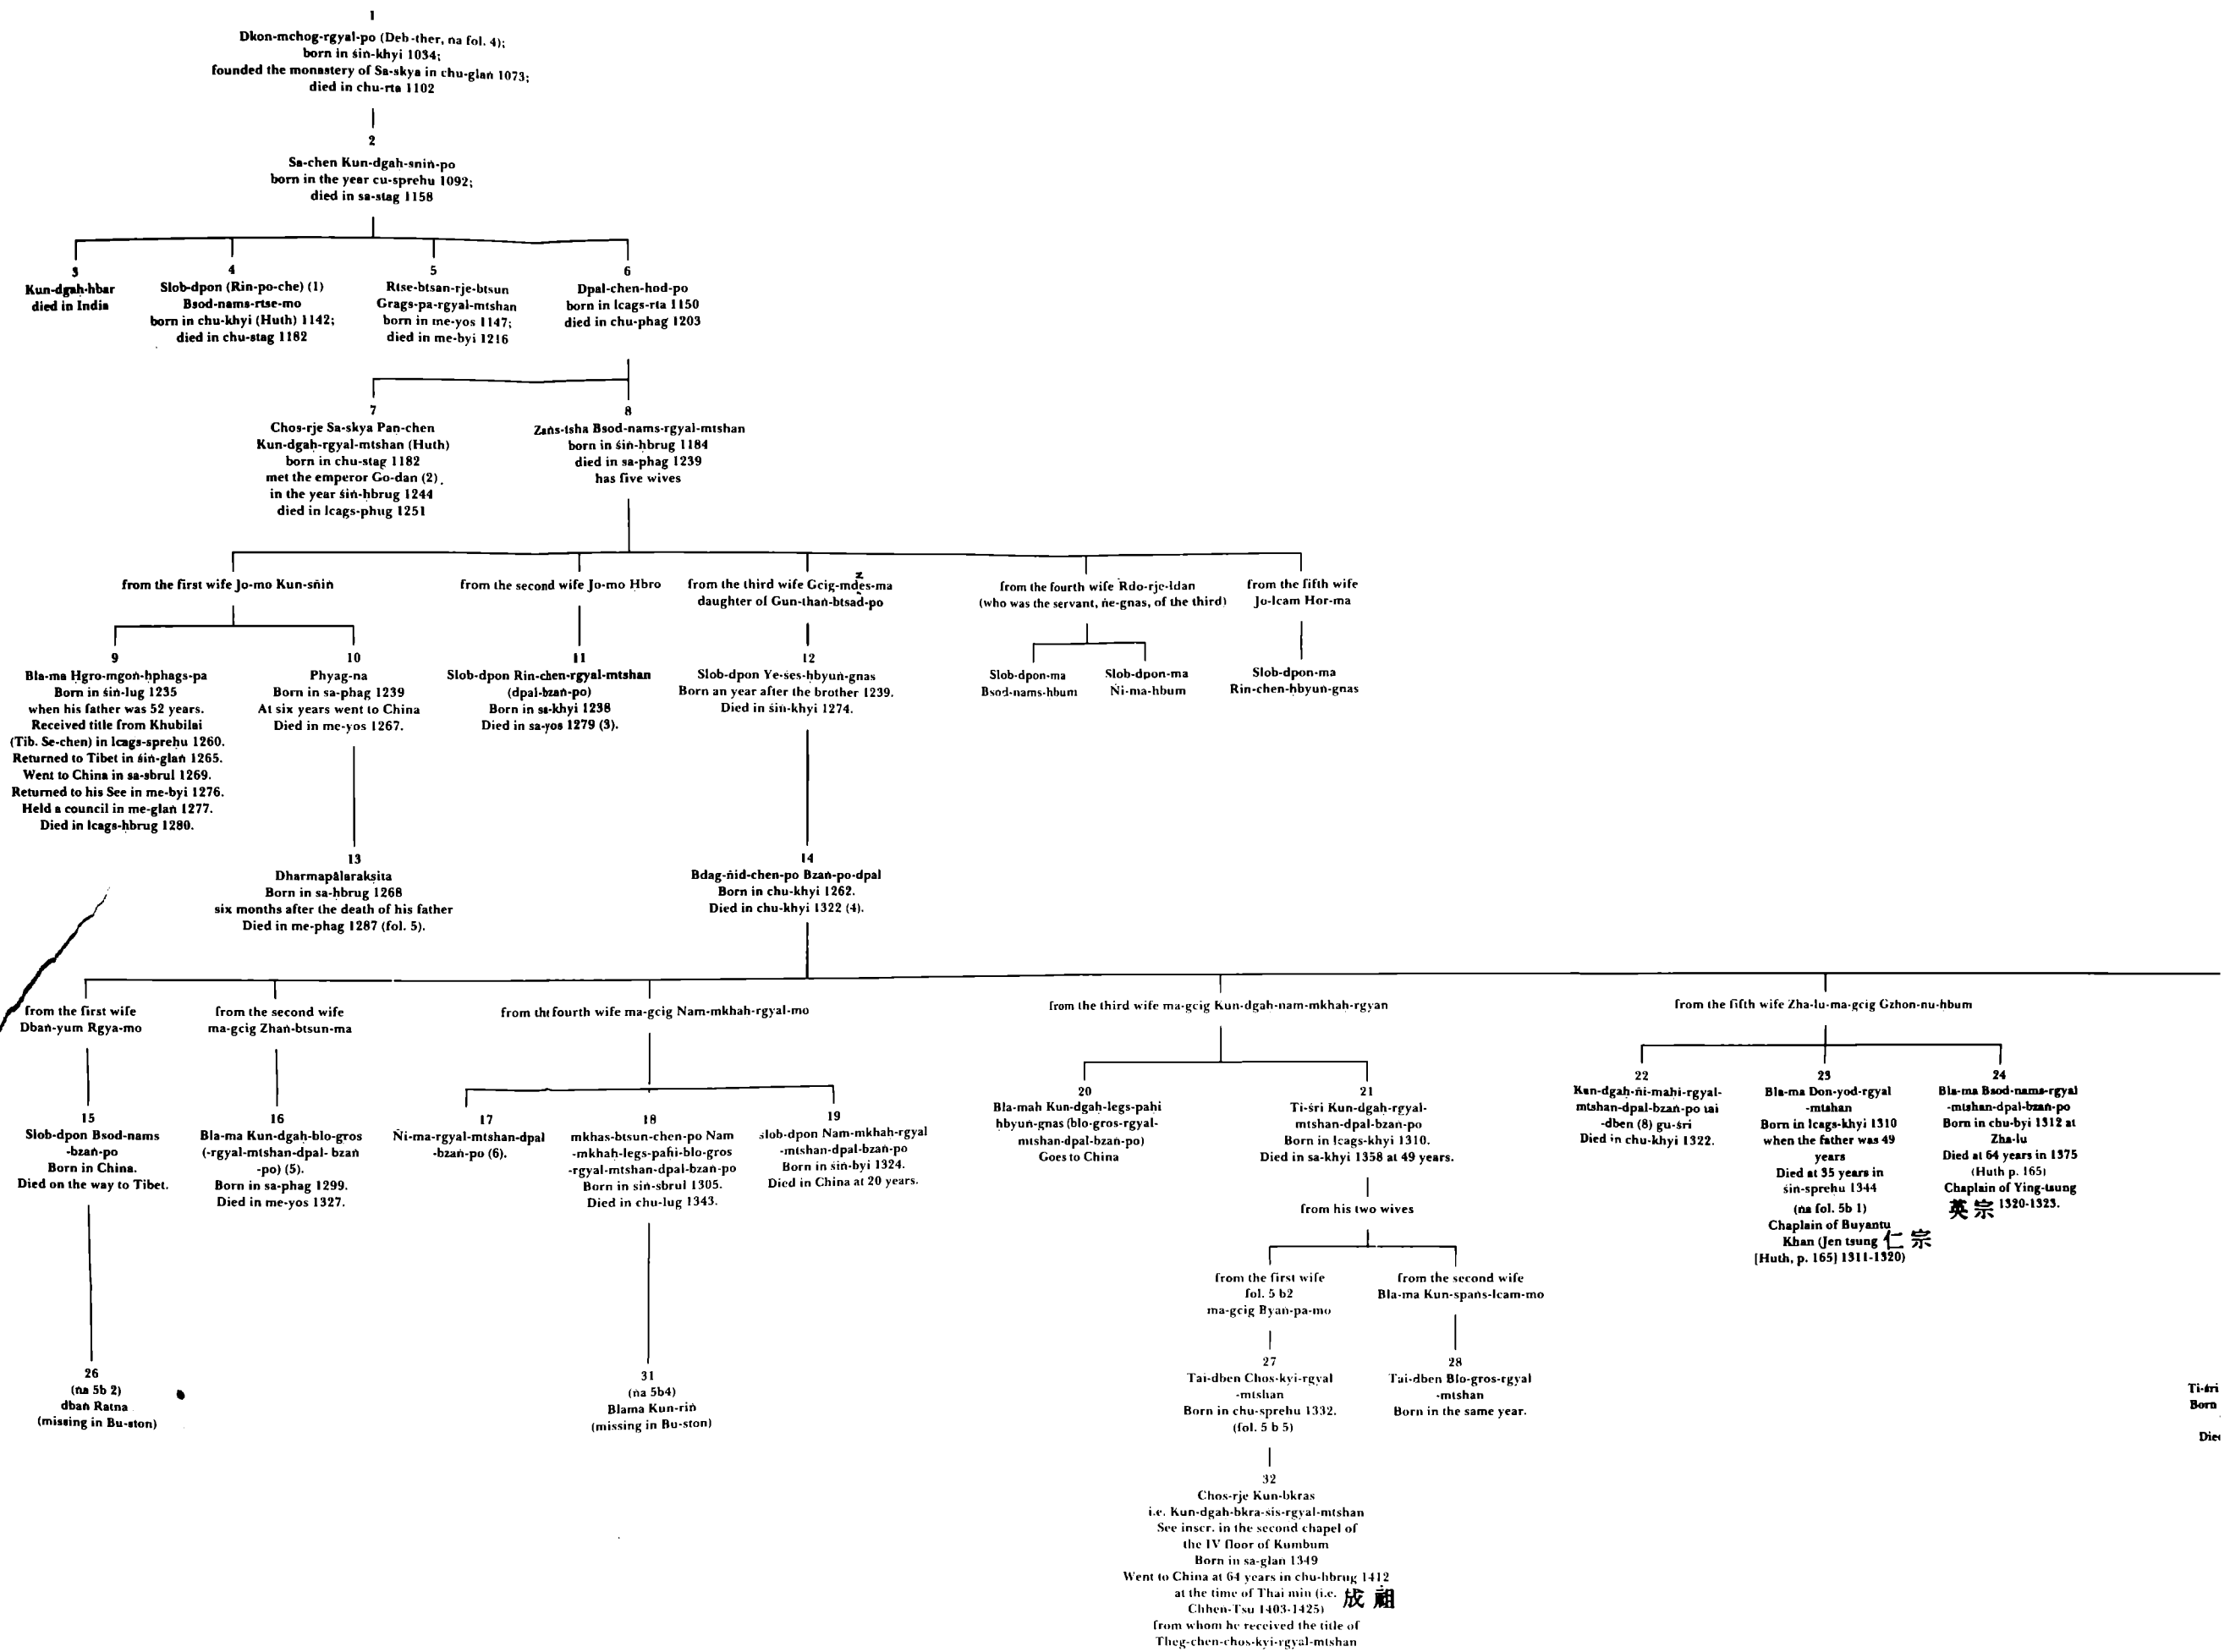 1
Dkon-mchog-rgyal-po (Deb-ther, ńa fol. 4);
born in śiṅ-khyi 1034;
founded the monastery of Sa-skya in chu-glaṅ 1073;
died in chu-rta 1102
2
Sa-chen Kun-dgaḥ-sniṅ-po
born in the year cu-sprehu 1092;
died in sa-stag 1158
3
Kun-dgaḥ-hbar
died in India
4
Slob-dpon (Rin-po-che) (1)
Bsod-nams-rtse-mo
born in chu-khyi (Huth) 1142;
died in chu-stag 1182
5
Rtse-btsan-rje-btsun
Grags-pa-rgyal-mtshan
born in me-yos 1147;
died in me-byi 1216
6
Dpal-chen-hod-po
born in lcags-rta 1150
died in chu-phag 1203
7
Chos-rje Sa-skya Paṇ-chen
Kun-dgaḥ-rgyal-mtshan (Huth)
born in chu-stag 1182
met the emperor Go-dan (2)
in the year śiṅ-ḥbrug 1244
died in lcags-phug 1251
8
Zaṅs-tsha Bsod-nams-rgyal-mtshan
born in śiṅ-ḥbrug 1184
died in sa-phag 1239
has five wives
from the first wife Jo-mo Kun-sñiṅ
from the second wife Jo-mo Ḥbro
from the third wife Gcig-mdes-ma
z
daughter of Gun-thaṅ-btsad-po
from the fourth wife Rdo-rje-ldan
(who was the servant, ñe-gnas, of the third)
from the fifth wife
Jo-lcam Hor-ma
9
Bla-ma Ḥgro-mgoṅ-ḥphags-pa
Born in śiṅ-lug 1235
when his father was 52 years.
Received title from Khubilai
(Tib. Se-chen) in lcags-spreḥu 1260.
Returned to Tibet in śiṅ-glaṅ 1265.
Went to China in sa-sbrul 1269.
Returned to his See in me-byi 1276.
Held a council in me-glaṅ 1277.
Died in lcags-ḥbrug 1280.
10
Phyag-na
Born in sa-phag 1239
At six years went to China
Died in me-yos 1267.
11
Slob-dpon Rin-chen-rgyal-mtshan
(dpal-bzaṅ-po)
Born in sa-khyi 1238
Died in sa-yos 1279 (3).
12
Slob-dpon Ye-śes-ḥbyuṅ-gnas
Born an year after the brother 1239.
Died in śiṅ-khyi 1274.
Slob-dpon-ma
Bsod-nams-hbum
Slob-dpon-ma
Ñi-ma-hbum
Slob-dpon-ma
Rin-chen-hbyuṅ-gnas
13
Dharmapâlarakṣita
Born in sa-ḥbrug 1268
six months after the death of his father
Died in me-phag 1287 (fol. 5).
14
Bdag-ñid-chen-po Bzaṅ-po-dpal
Born in chu-khyi 1262.
Died in chu-khyi 1322 (4).
from the first wife
Dbaṅ-yum Rgya-mo
from the second wife
ma-gcig Zhaṅ-btsun-ma
from the fourth wife ma-gcig Nam-mkhaḥ-rgyal-mo
from the third wife ma-gcig Kun-dgaḥ-nam-mkhaḥ-rgyan
from the fifth wife Zha-lu-ma-gcig Gzhon-nu-ḥbum
15
Slob-dpon Bsod-nams
-bzaṅ-po
Born in China.
Died on the way to Tibet.
16
Bla-ma Kun-dgaḥ-blo-gros
(-rgyal-mtshan-dpal- bzaṅ
-po) (5).
Born in sa-phag 1299.
Died in me-yos 1327.
17
Ñi-ma-rgyal-mtshan-dpal
-bzaṅ-po (6).
18
mkhas-btsun-chen-po Nam
-mkhaḥ-legs-paḥi-blo-gros
-rgyal-mtshan-dpal-bzaṅ-po
Born in siṅ-sbrul 1305.
Died in chu-lug 1343.
19
slob-dpon Nam-mkhaḥ-rgyal
-mtshan-dpal-bzaṅ-po
Born in śiṅ-byi 1324.
Died in China at 20 years.
20
Bla-mah Kun-dgaḥ-legs-pahi
hbyuṅ-gnas (blo-gros-rgyal-
mtshan-dpal-bzaṅ-po)
Goes to China
21
Ti-śri Kun-dgaḥ-rgyal-
mtshan-dpal-bzaṅ-po
Born in lcags-khyi 1310.
Died in sa-khyi 1358 at 49 years.
22
Kun-dgaḥ-ñi-maḥi-rgyal-
mtshan-dpal-bzaṅ-po tai
-dben (8) gu-śri
Died in chu-khyi 1322.
23
Bla-ma Don-yod-rgyal
-mtshan
Born in lcags-khyi 1310
when the father was 49
years
Died at 35 years in
śiṅ-spreḥu 1344
(ńa fol. 5b 1)
Chaplain of Buyantu
Khan (Jen tsung 仁宗
[Huth, p. 165] 1311-1320)
24
Bla-ma Bsod-nams-rgyal
-mtshan-dpal-bzaṅ-po
Born in chu-byi 1312 at
Zha-lu
Died at 64 years in 1375
(Huth p. 165)
Chaplain of Ying-tsung
英宗 1320-1323.
from his two wives
from the first wife
fol. 5 b2
ma-gcig Byaṅ-pa-mo
from the second wife
Bla-ma Kun-spaṅs-lcam-mo
26
(ńa 5b 2)
dbaṅ Ratna
(missing in Bu-ston)
31
(ńa 5b4)
Blama Kun-riṅ
(missing in Bu-ston)
27
Tai-dben Chos-kyi-rgyal
-mtshan
Born in chu-sprehu 1332.
(fol. 5 b 5)
28
Tai-dben Blo-gros-rgyal
-mtshan
Born in the same year.
Ti-śri
Born
32
Chos-rje Kun-bkras
i.e. Kun-dgah-bkra-sis-rgyal-mtshan
See inscr. in the second chapel of
the IV floor of Kumbum
Born in sa-glaṅ 1349
Went to China at 64 years in chu-hbrug 1412
at the time of Thai min (i.e. 成祖
Chhen-Tsu 1403-1425)
from whom he received the title of
Theg-chen-chos-kyi-rgyal-mtshan